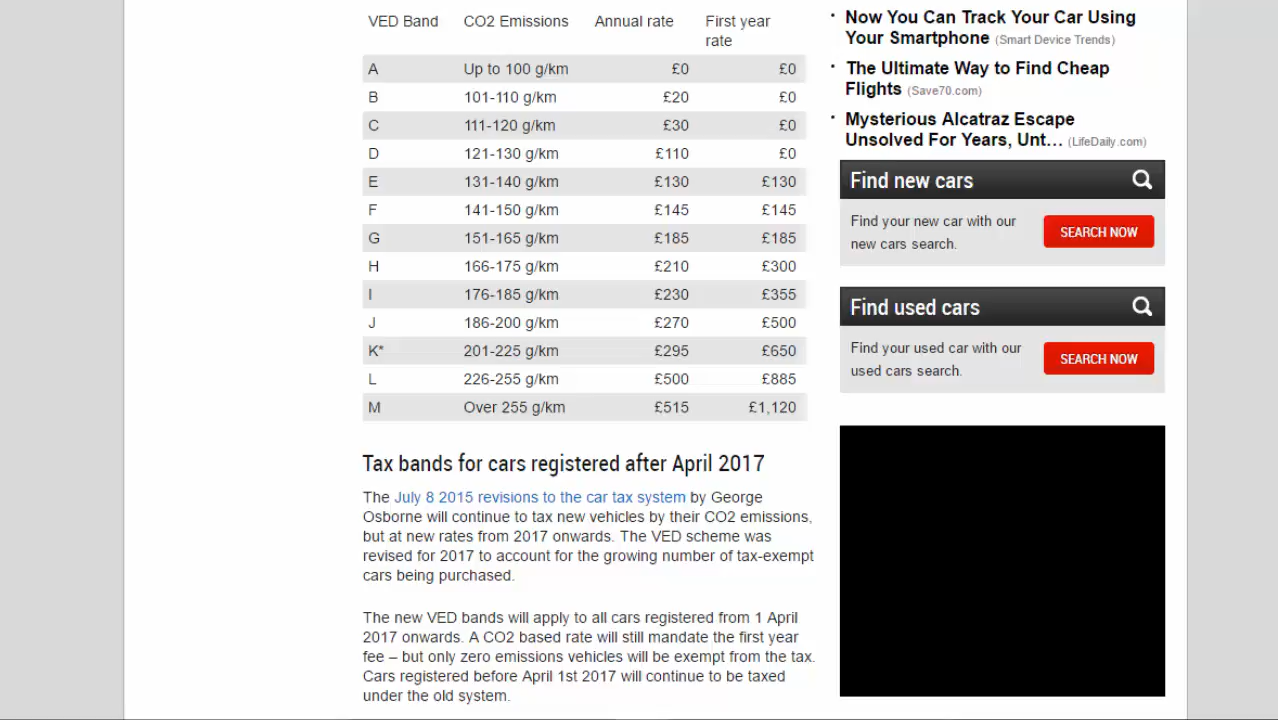 VED Band CO2 Emissions Annual rate First year
rate
A Up to 100 g/km £0 £0
B 101-110 g/km £20 £0
C 111-120 g/km £30 £0
D 121-130 g/km £110 £0
E 131-140 g/km £130 £130
F 141-150 g/km £145 £145
G 151-165 g/km £185 £185
H 166-175 g/km £210 £300
I 176-185 g/km £230 £355
J 186-200 g/km £270 £500
K* 201-225 g/km £295 £650
L 226-255 g/km £500 £885
M Over 255 g/km £515 £1,120
Tax bands for cars registered after April 2017
The July 8 2015 revisions to the car tax system by George
Osborne will continue to tax new vehicles by their CO2 emissions,
but at new rates from 2017 onwards. The VED scheme was
revised for 2017 to account for the growing number of tax-exempt
cars being purchased.
The new VED bands will apply to all cars registered from 1 April
2017 onwards. A CO2 based rate will still mandate the first year
fee – but only zero emissions vehicles will be exempt from the tax.
Cars registered before April 1st 2017 will continue to be taxed
under the old system.
· Now You Can Track Your Car Using
Your Smartphone (Smart Device Trends)
· The Ultimate Way to Find Cheap
Flights (Save70.com)
· Mysterious Alcatraz Escape
Unsolved For Years, Unt… (LifeDaily.com)
Find new cars
Find your new car with our
new cars search.
SEARCH NOW
Find used cars
Find your used car with our
used cars search.
SEARCH NOW